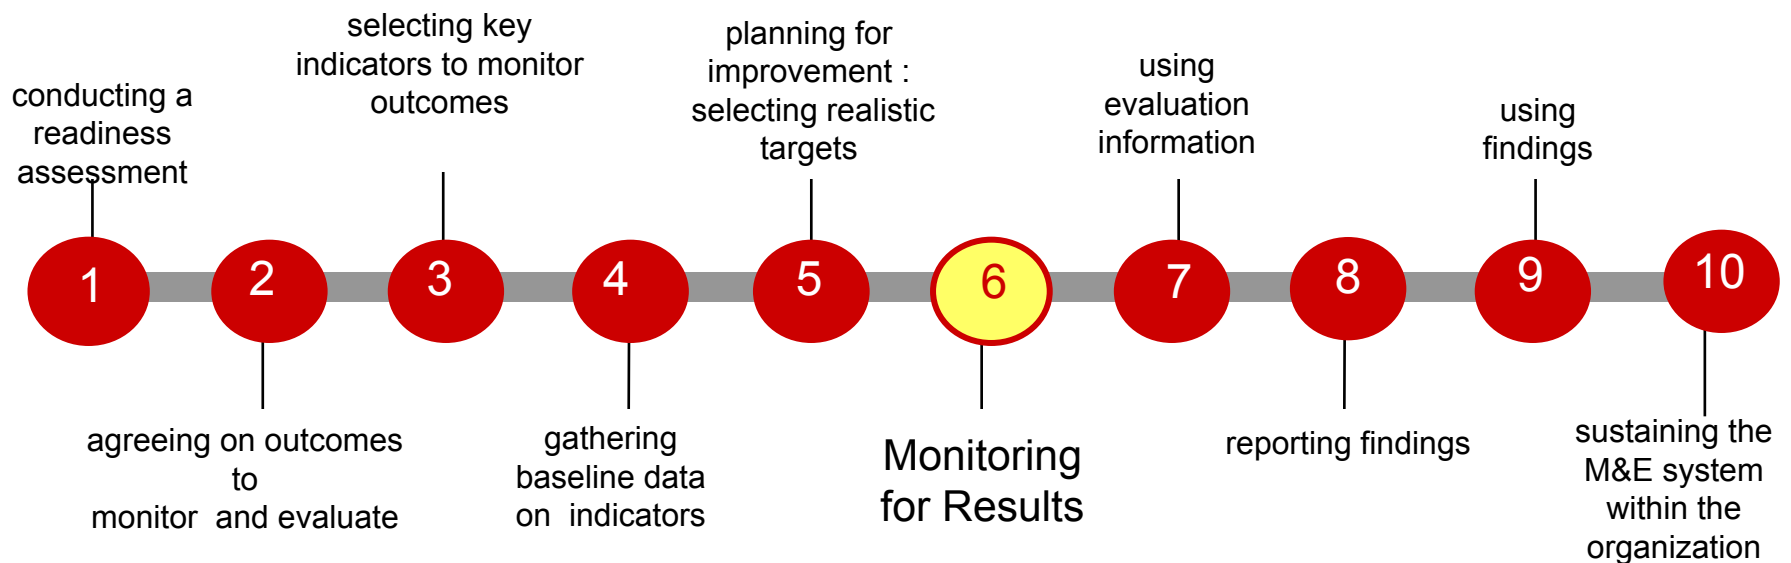 conducting a
readiness
assessment
selecting key
indicators to monitor
outcomes
planning for
improvement :
selecting realistic
targets
using
evaluation
information
using
findings
1
2
3
4
5
6
7
8
9
10
agreeing on outcomes
to
monitor and evaluate
gathering
baseline data
on indicators
Monitoring
for Results
reporting findings
sustaining the
M&E system
within the
organization